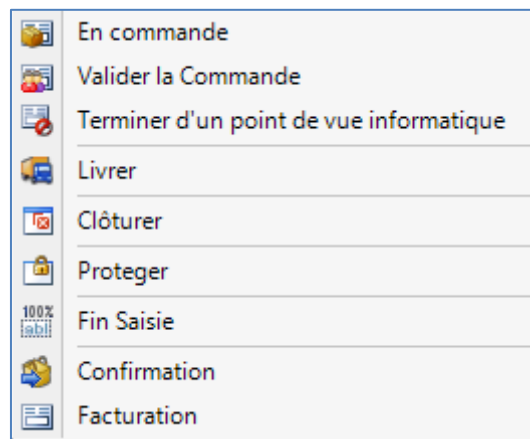 En commande
Valider la Commande
Terminer d'un point de vue informatique
Livrer
Clôturer
Proteger
100%
abl
Fin Saisie
Confirmation
Facturation